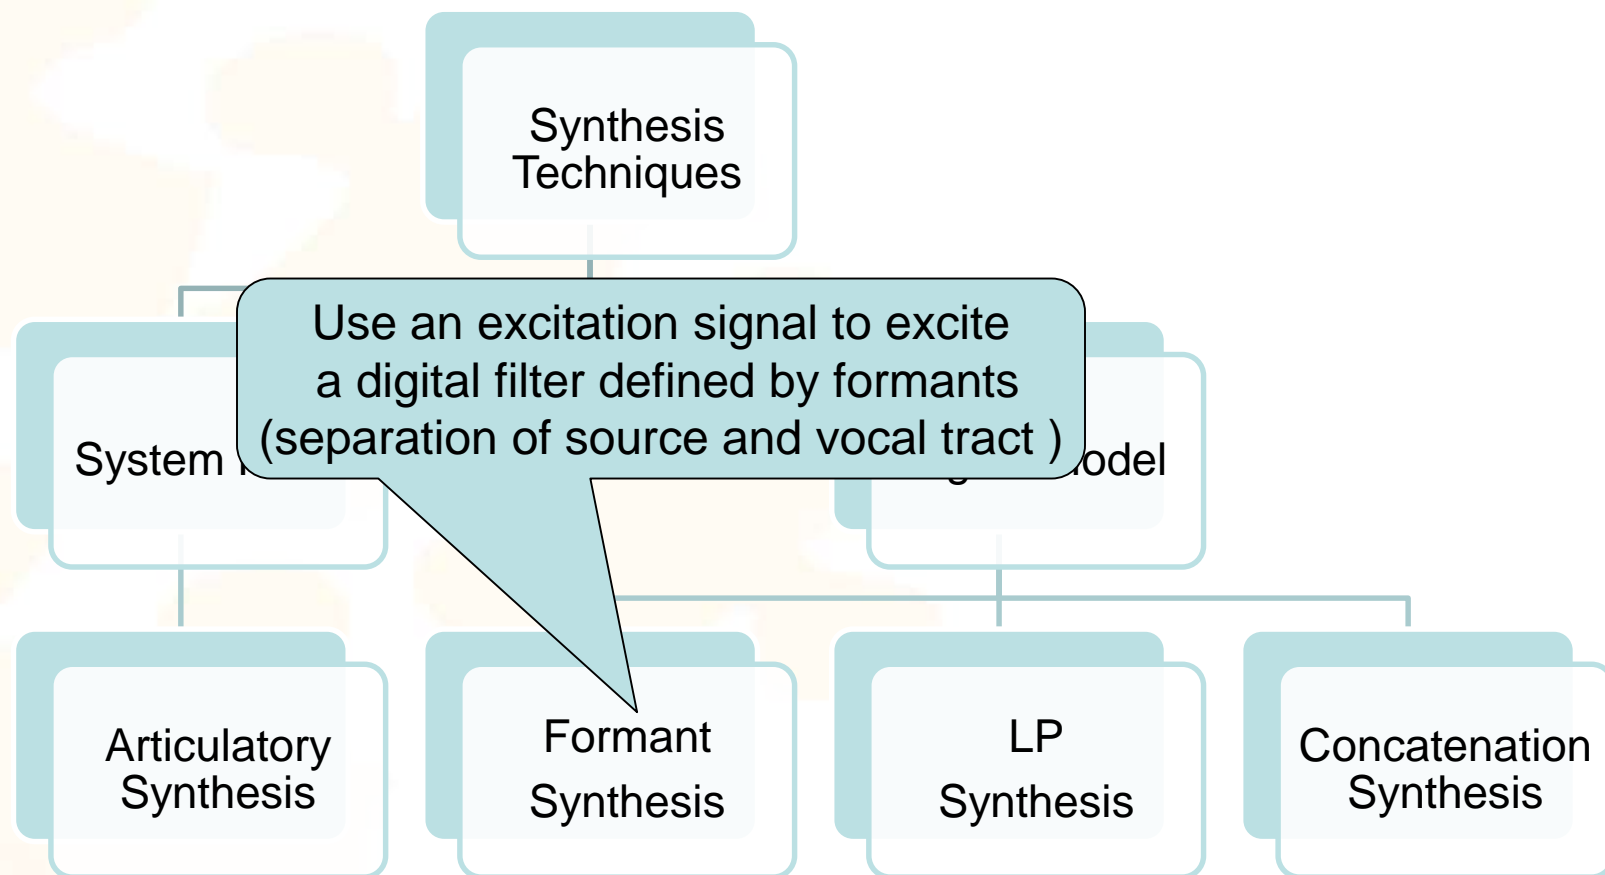 Synthesis
Techniques
Use an excitation signal to excite
a digital filter defined by formants
(separation of source and vocal tract )
System
Articulatory
Synthesis
Formant
Synthesis
LP
Synthesis
Concatenation
Synthesis